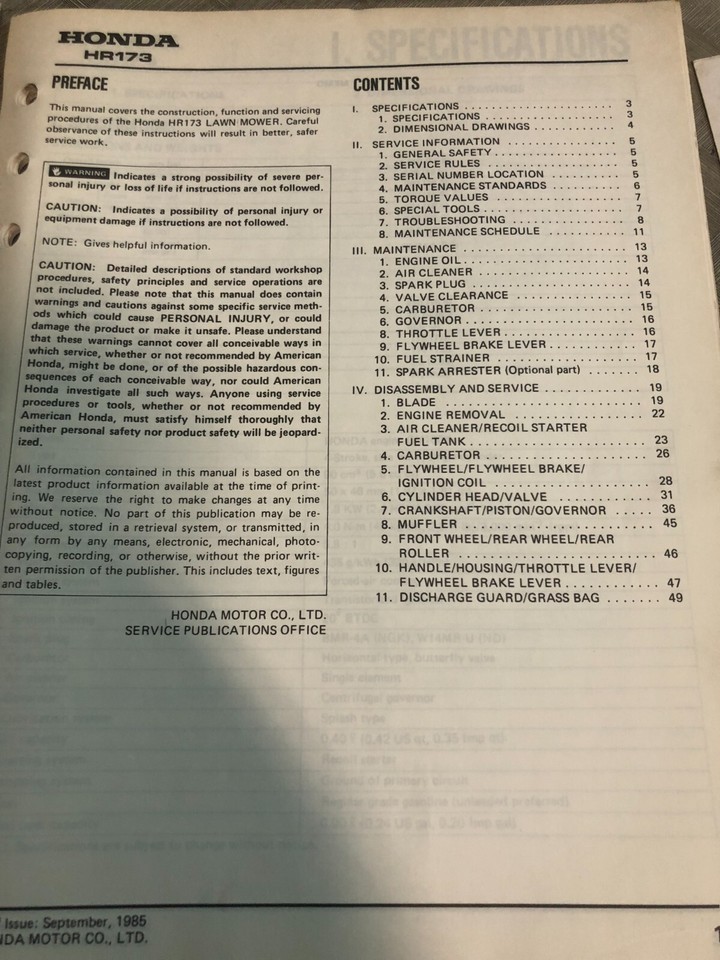 HONDA
HR173
PREFACE
This manual covers the construction, function and servicing
procedures of the Honda HR173 LAWN MOWER. Careful
observance of these instructions will result in better, safer
service work.
WARNING Indicates a strong possibility of severe per-
sonal injury or loss of life if instructions are not followed.
CAUTION: Indicates a possibility of personal injury or
equipment damage if instructions are not followed.
NOTE: Gives helpful information.
CAUTION: Detailed descriptions of standard workshop
procedures, safety principles and service operations are
not included. Please note that this manual does contain
warnings and cautions against some specific service meth-
ods which could cause PERSONAL INJURY, or could
damage the product or make it unsafe. Please understand
that these warnings cannot cover all conceivable ways in
which service, whether or not recommended by American
Honda, might be done, or of the possible hazardous con-
sequences of each conceivable way, nor could American
Honda investigate all such ways. Anyone using service
procedures or tools, whether or not recommended by
American Honda, must satisfy himself thoroughly that
neither personal safety nor product safety will be jeopard-
ized.
All information contained in this manual is based on the
latest product information available at the time of print-
ing. We reserve the right to make changes at any time
without notice. No part of this publication may be re-
produced, stored in a retrieval system, or transmitted, in
any form by any means, electronic, mechanical, photo-
copying, recording, or otherwise, without the prior writ-
ten permission of the publisher. This includes text, figures
and tables.
HONDA MOTOR CO., LTD.
SERVICE PUBLICATIONS OFFICE
CONTENTS
I. SPECIFICATIONS . . . . . . . . . . . . . . . . . . . . . . 3
1. SPECIFICATIONS . . . . . . . . . . . . . . . . . . . 3
2. DIMENSIONAL DRAWINGS . . . . . . . . . . . . 4
II. SERVICE INFORMATION . . . . . . . . . . . . . . . . 5
1. GENERAL SAFETY . . . . . . . . . . . . . . . . . . 5
2. SERVICE RULES . . . . . . . . . . . . . . . . . . . 5
3. SERIAL NUMBER LOCATION . . . . . . . . . . 5
4. MAINTENANCE STANDARDS . . . . . . . . . . 6
5. TORQUE VALUES . . . . . . . . . . . . . . . . . . 7
6. SPECIAL TOOLS . . . . . . . . . . . . . . . . . . . 7
7. TROUBLESHOOTING . . . . . . . . . . . . . . . 8
8. MAINTENANCE SCHEDULE . . . . . . . . . . . 11
III. MAINTENANCE . . . . . . . . . . . . . . . . . . . . . 13
1. ENGINE OIL . . . . . . . . . . . . . . . . . . . . . . 13
2. AIR CLEANER . . . . . . . . . . . . . . . . . . . . 14
3. SPARK PLUG . . . . . . . . . . . . . . . . . . . . . 14
4. VALVE CLEARANCE . . . . . . . . . . . . . . . . 15
5. CARBURETOR . . . . . . . . . . . . . . . . . . . . 15
6. GOVERNOR . . . . . . . . . . . . . . . . . . . . . . 16
8. THROTTLE LEVER . . . . . . . . . . . . . . . . . 16
9. FLYWHEEL BRAKE LEVER . . . . . . . . . . . 17
10. FUEL STRAINER . . . . . . . . . . . . . . . . . . 17
11. SPARK ARRESTER (Optional part) . . . . . . . 18
IV. DISASSEMBLY AND SERVICE . . . . . . . . . . . . . 19
1. BLADE . . . . . . . . . . . . . . . . . . . . . . . . . 19
2. ENGINE REMOVAL . . . . . . . . . . . . . . . . . 22
3. AIR CLEANER/RECOIL STARTER
FUEL TANK . . . . . . . . . . . . . . . . . . . . . . 23
4. CARBURETOR . . . . . . . . . . . . . . . . . . . . 26
5. FLYWHEEL/FLYWHEEL BRAKE/
IGNITION COIL . . . . . . . . . . . . . . . . . . . 28
6. CYLINDER HEAD/VALVE . . . . . . . . . . . . 31
7. CRANKSHAFT/PISTON/GOVERNOR . . . . . 36
8. MUFFLER . . . . . . . . . . . . . . . . . . . . . . . 45
9. FRONT WHEEL/REAR WHEEL/REAR
ROLLER . . . . . . . . . . . . . . . . . . . . . . . . 46
10. HANDLE/HOUSING/THROTTLE LEVER/
FLYWHEEL BRAKE LEVER . . . . . . . . . . . . 47
11. DISCHARGE GUARD/GRASS BAG . . . . . . . 49
Issue: September, 1985
NDA MOTOR CO., LTD.
1